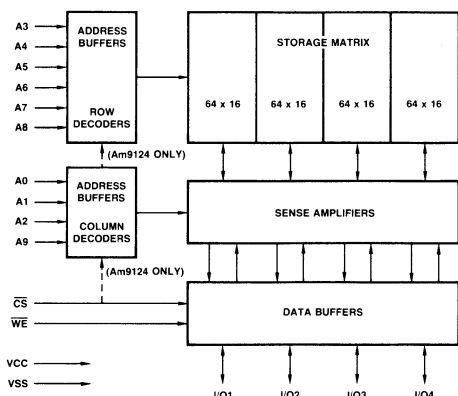 A3
A4
A5
A6
A7
A8
ADDRESS
BUFFERS
ROW
DECODERS
STORAGE MATRIX
64 x 16
64 x 16
64 x 16
64 x 16
(Am9124 ONLY)
A0
A1
A2
A9
ADDRESS
BUFFERS
COLUMN
DECODERS
SENSE AMPLIFIERS
(Am9124 ONLY)
CS
WE
DATA BUFFERS
VCC
VSS
I/O1
I/O2
I/O3
I/O4